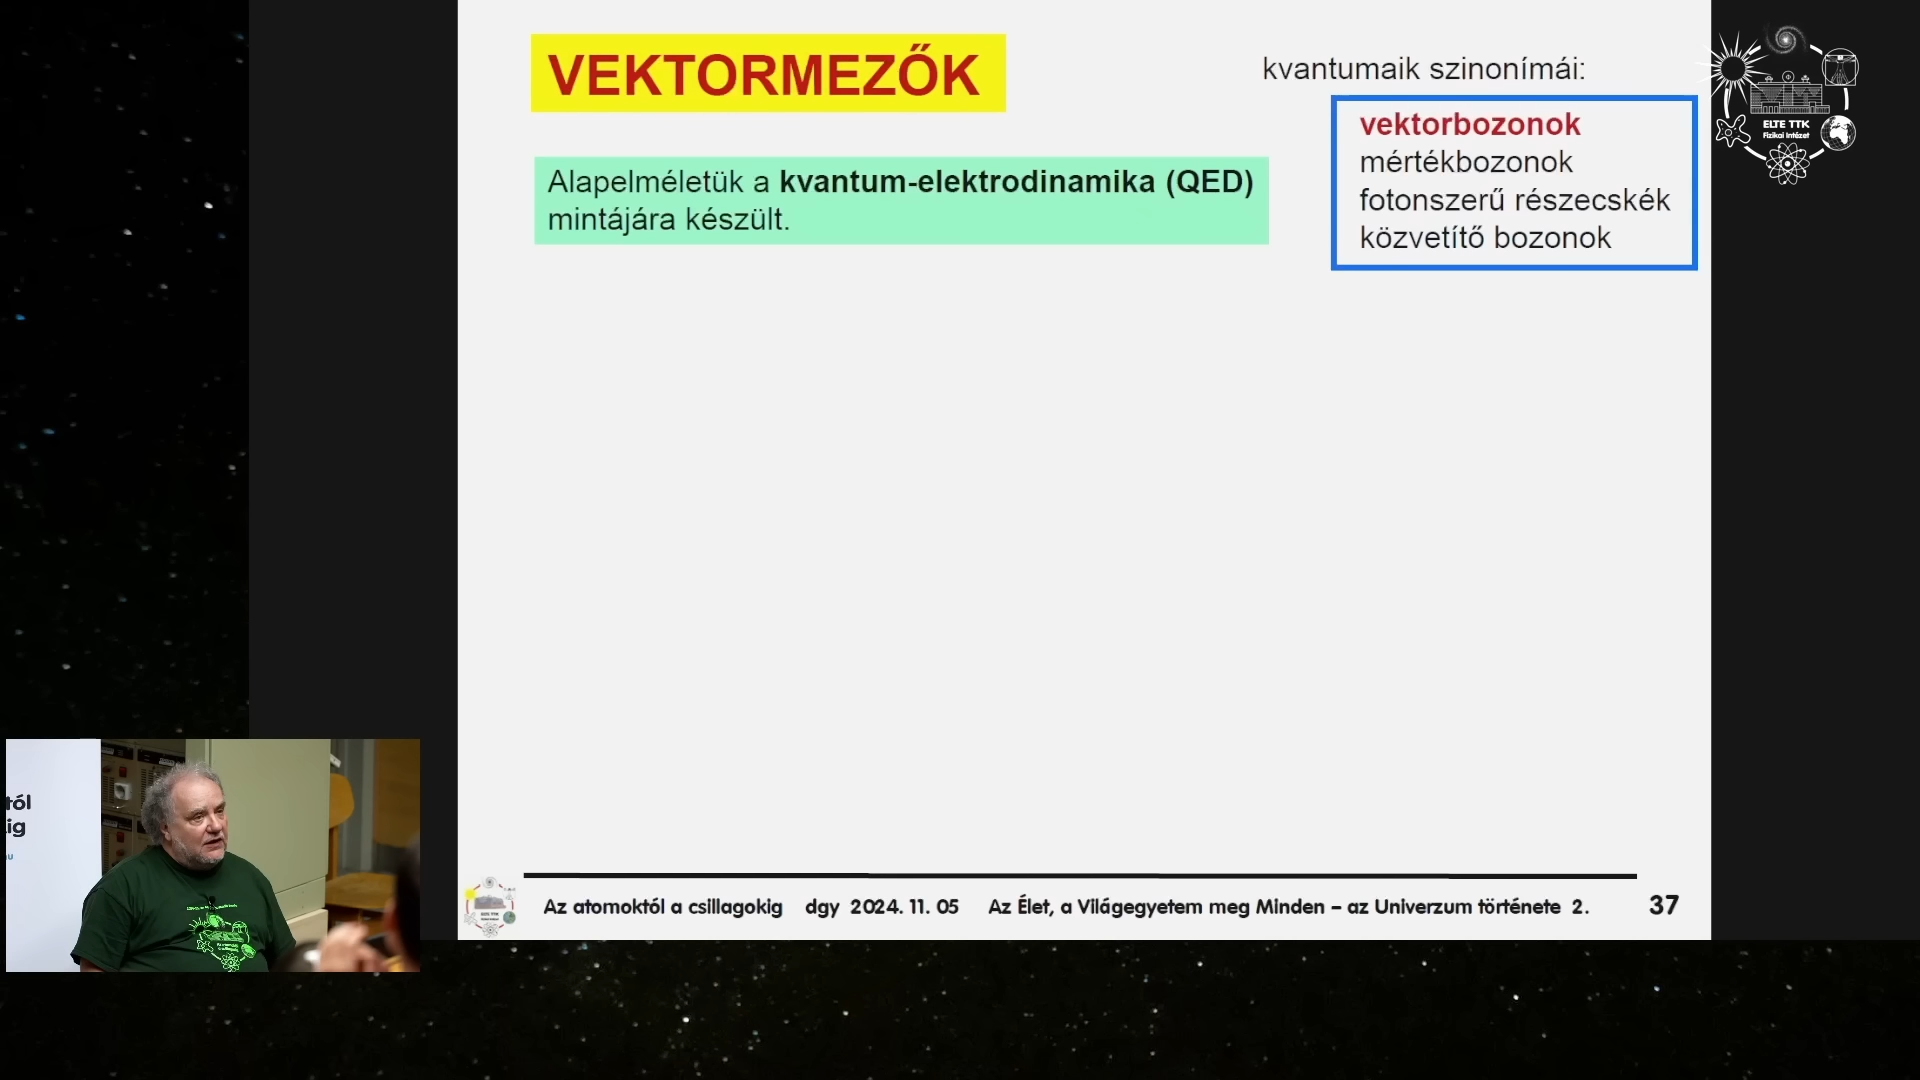 VEKTORMEZŐK
kvantumaik szinonímái:
vektorbozonok
mértékbozonok
fotonszerű részecskék
közvetítő bozonok
Alapelméletük a kvantum-elektrodinamika (QED)
mintájára készült.
ELTE TTK
Fizikai Intézet
tól
ig
Az atomoktól a csillagokig dgy 2024. 11. 05 Az Élet, a Világegyetem meg Minden – az Univerzum története 2. 37